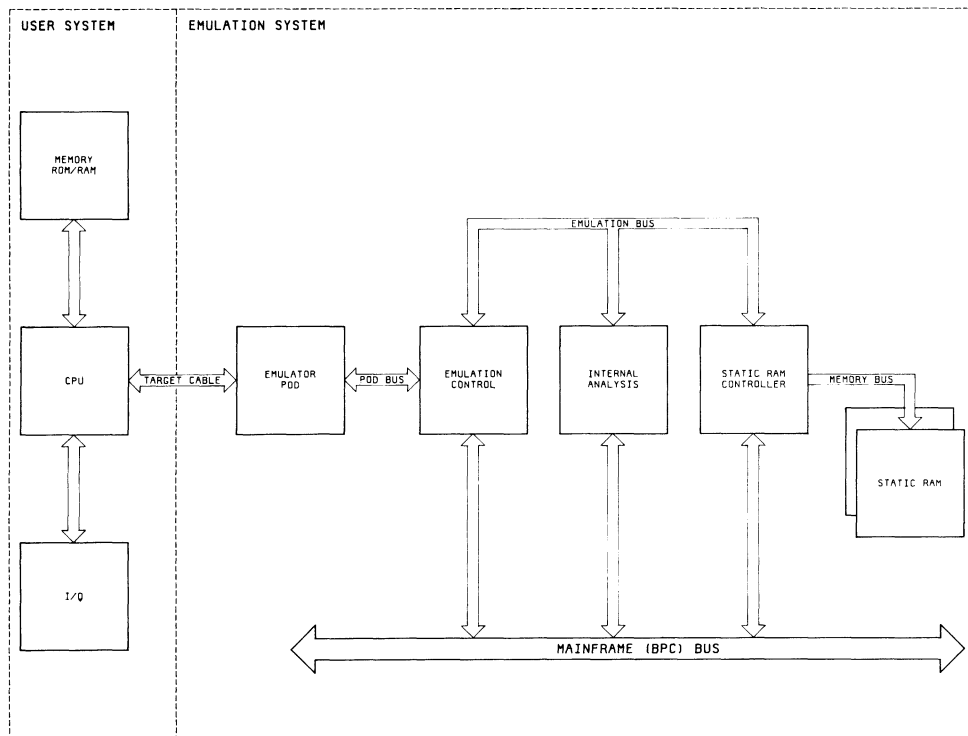 USER SYSTEM
EMULATION SYSTEM
MEMORY
ROM/RAM
EMULATION BUS
CPU
TARGET CABLE
EMULATOR
POD
POD BUS
EMULATION
CONTROL
INTERNAL
ANALYSIS
STATIC RAM
CONTROLLER
MEMORY BUS
STATIC RAM
I/O
MAINFRAME (BPC) BUS